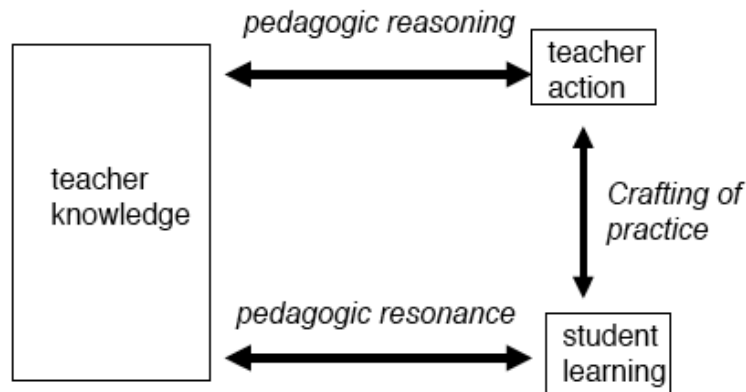 pedagogic reasoning
teacher
action
teacher
knowledge
Crafting of
practice
pedagogic resonance
student
learning